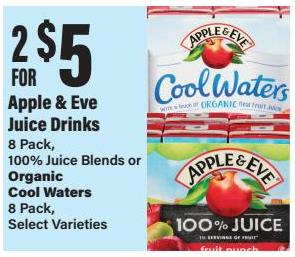 2 FOR $5
Apple & Eve
Juice Drinks
8 Pack,
100% Juice Blends or
Organic
Cool Waters
8 Pack,
Select Varieties
APPLE & EVE
Cool Waters
WITH a touch of ORGANIC real fruit Juice
APPLE & EVE
100% JUICE
fruit punch